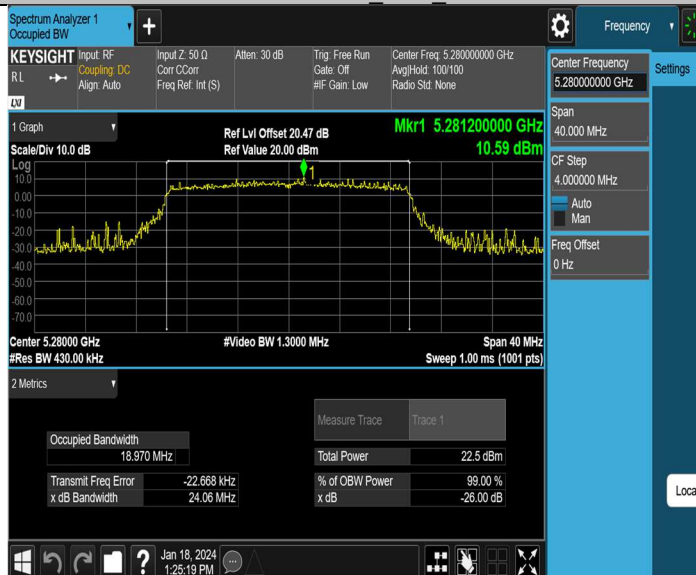 Spectrum Analyzer 1
Occupied BW
+
Frequency
KEYSIGHT
RL
LXI
Input: RF
Coupling: DC
Align: Auto
Input Z: 50 Ω
Corr CCorr
Freq Ref: Int (S)
Atten: 30 dB
Trig: Free Run
Gate: Off
#IF Gain: Low
Center Freq: 5.280000000 GHz
Avg|Hold: 100/100
Radio Std: None
Center Frequency
5.280000000 GHz
Settings
Span
40.000 MHz
CF Step
4.000000 MHz
Auto
Man
Freq Offset
0 Hz
1 Graph
Scale/Div 10.0 dB
Ref Lvl Offset 20.47 dB
Ref Value 20.00 dBm
Mkr1 5.281200000 GHz
10.59 dBm
Log
10.0
0.00
-10.0
-20.0
-30.0
-40.0
-50.0
-60.0
-70.0
1
Center 5.28000 GHz
#Res BW 430.00 kHz
#Video BW 1.3000 MHz
Span 40 MHz
Sweep 1.00 ms (1001 pts)
2 Metrics
Measure Trace Trace 1
Occupied Bandwidth
18.970 MHz
Total Power 22.5 dBm
Transmit Freq Error -22.668 kHz
% of OBW Power 99.00 %
x dB Bandwidth 24.06 MHz
x dB -26.00 dB
Loca
?
Jan 18, 2024
1:25:19 PM